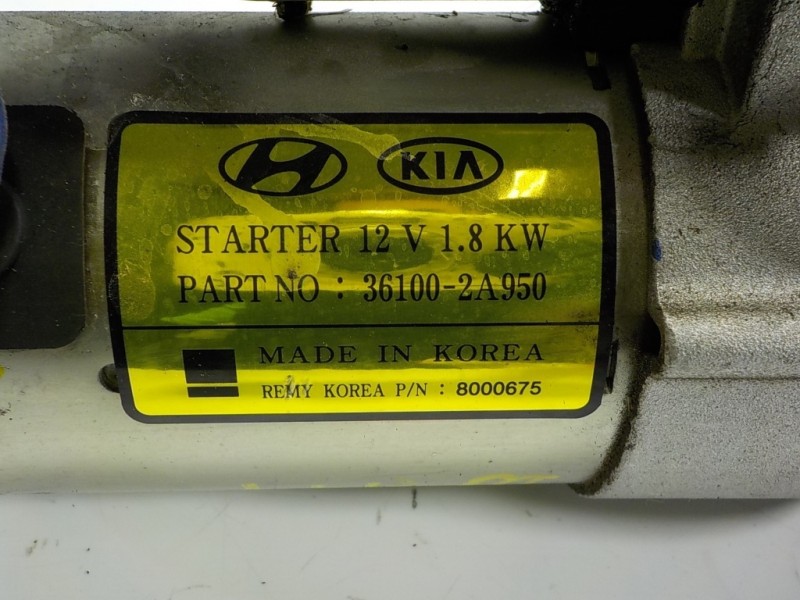 KIA
STARTER 12 V 1.8 KW
PART NO : 36100-2A950
MADE IN KOREA
REMY KOREA P/N : 8000675